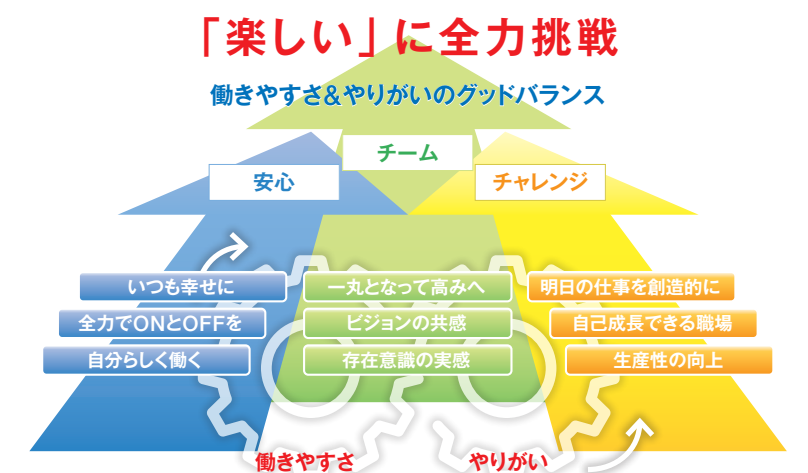 「楽しい」に全力挑戦
働きやすさ&やりがいのグッドバランス
チーム
安心
チャレンジ
いつも幸せに
一丸となって高みへ
明日の仕事を創造的に
全力でONとOFFを
ビジョンの共感
自己成長できる職場
自分らしく働く
存在意識の実感
生産性の向上
働きやすさ
やりがい